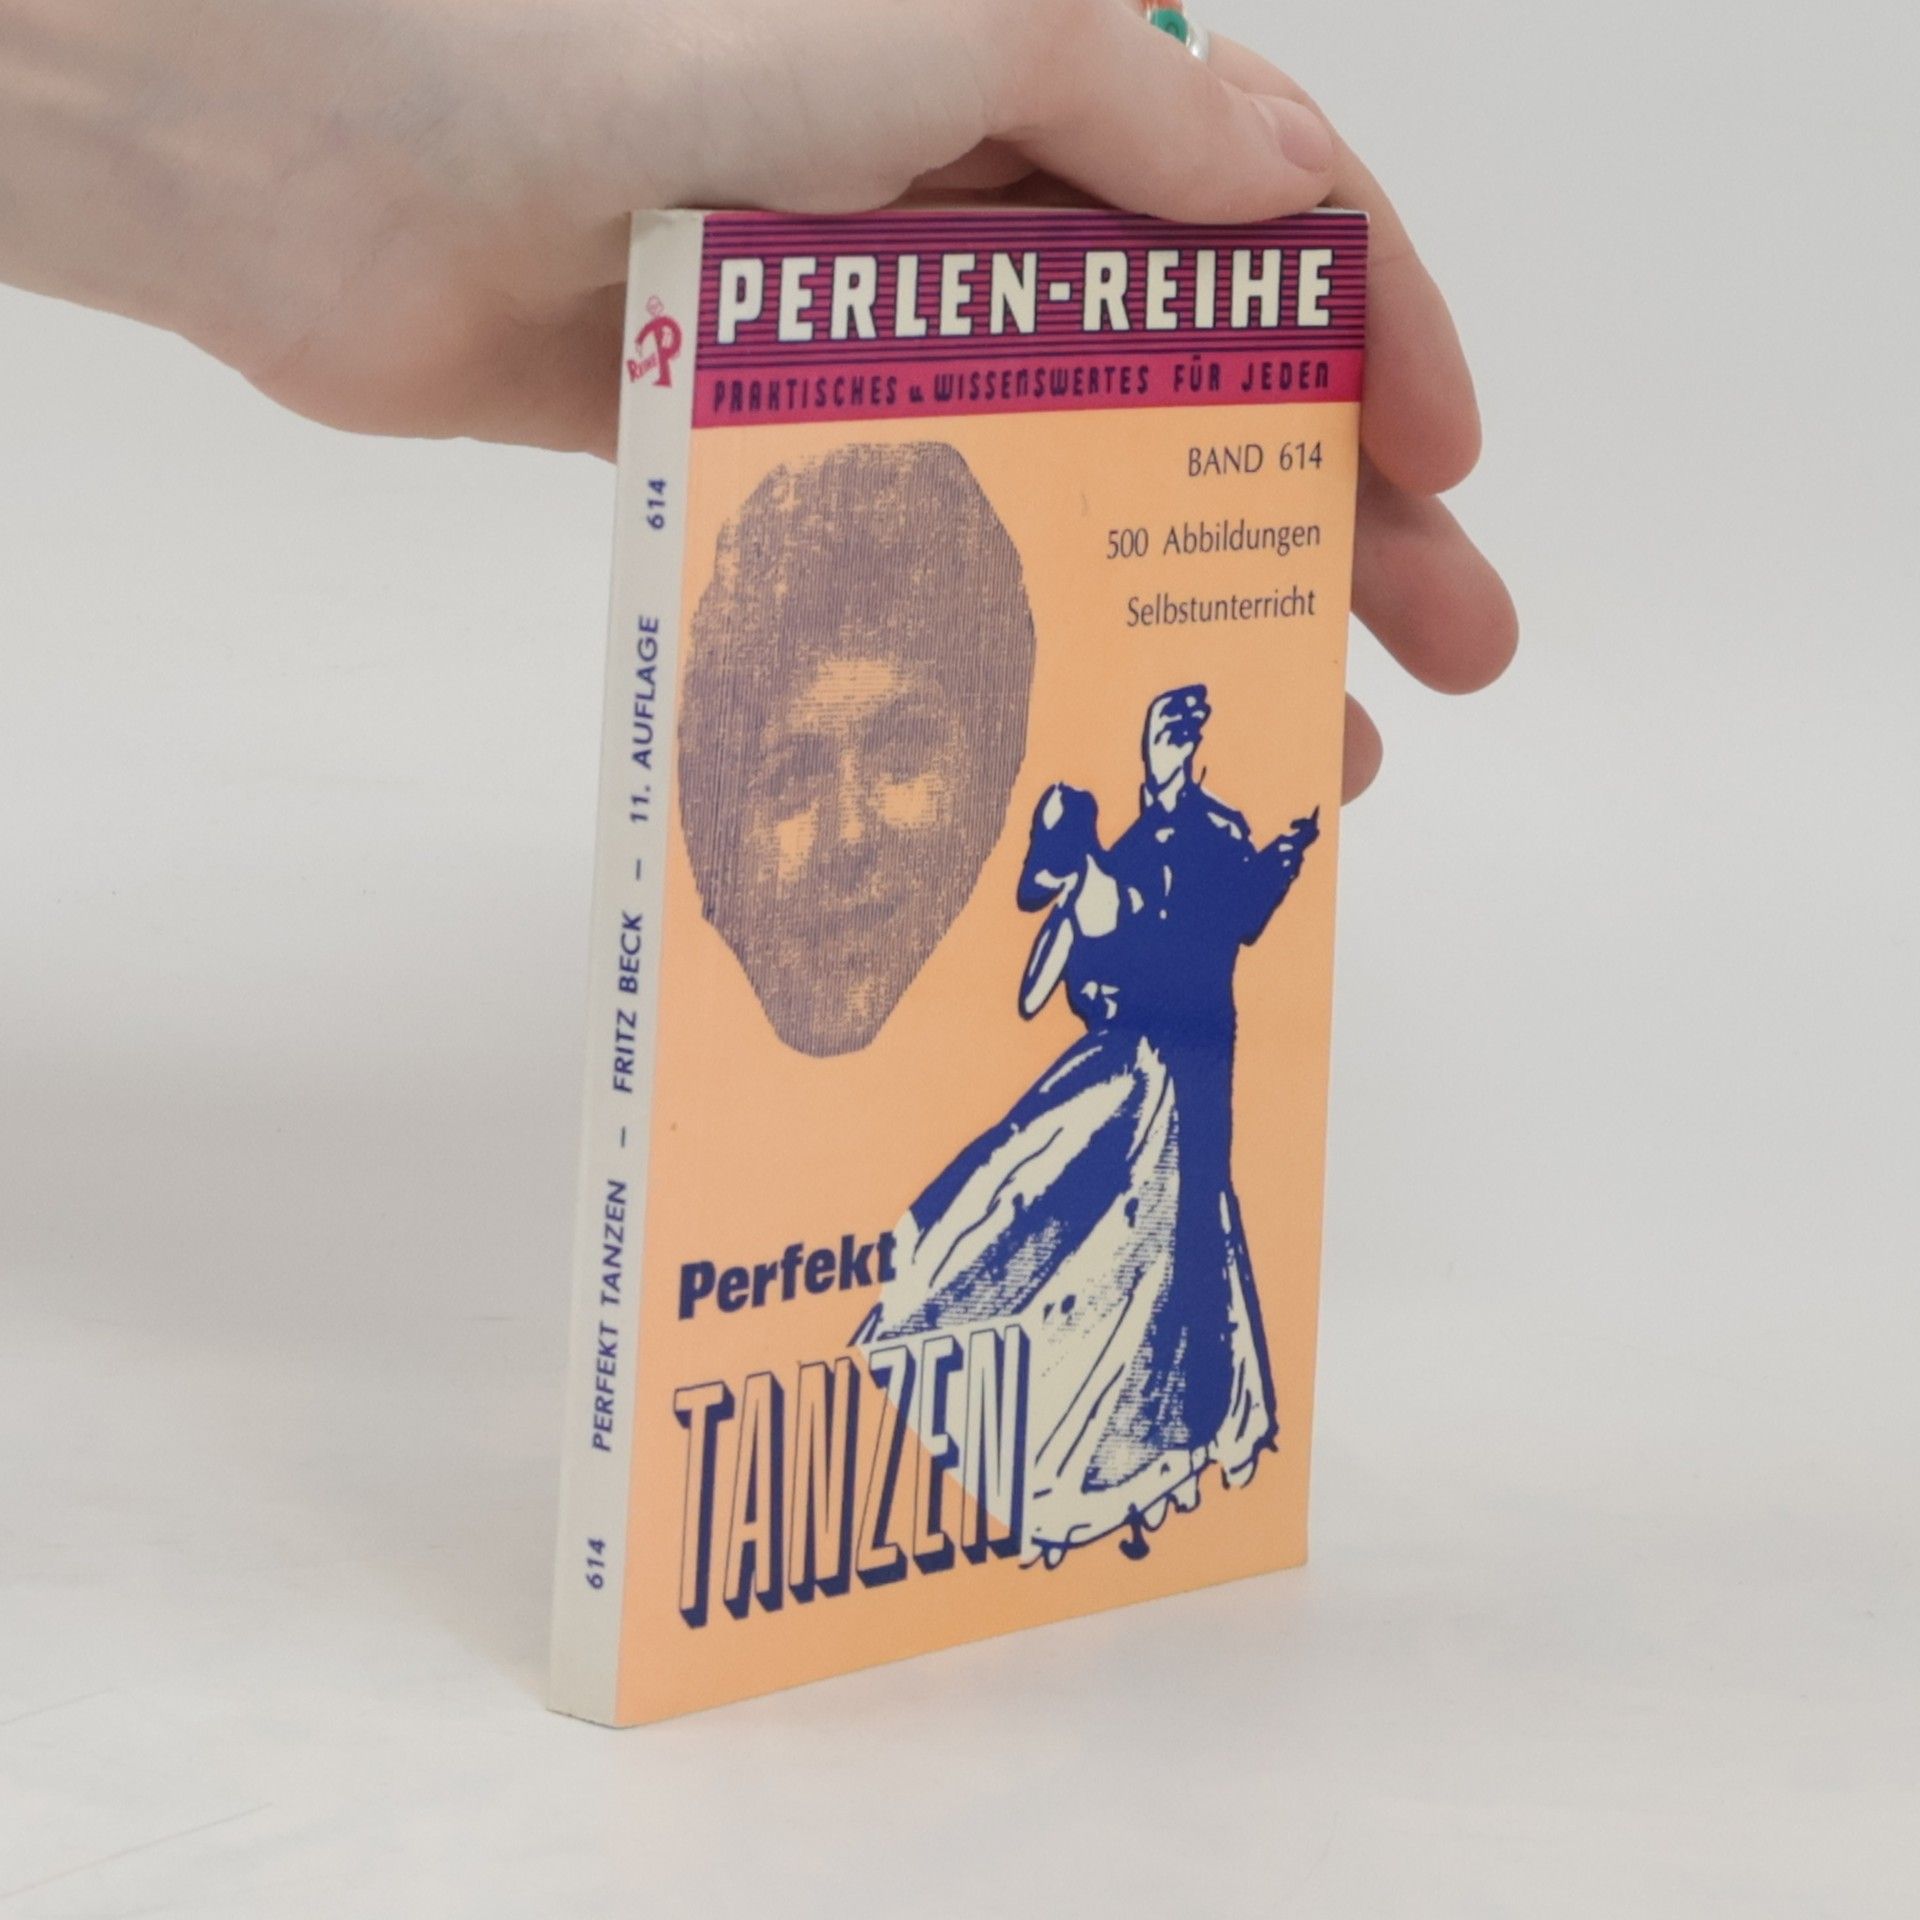 PERLEN-REIHE
PRAKTISCHES u. WISSENSWERTES FÜR JEDEN
BAND 614
500 Abbildungen
Selbstunterricht
Perfekt
TANZEN
614 PERFEKT TANZEN – FRITZ BECK – 11. AUFLAGE 614
REIHE P